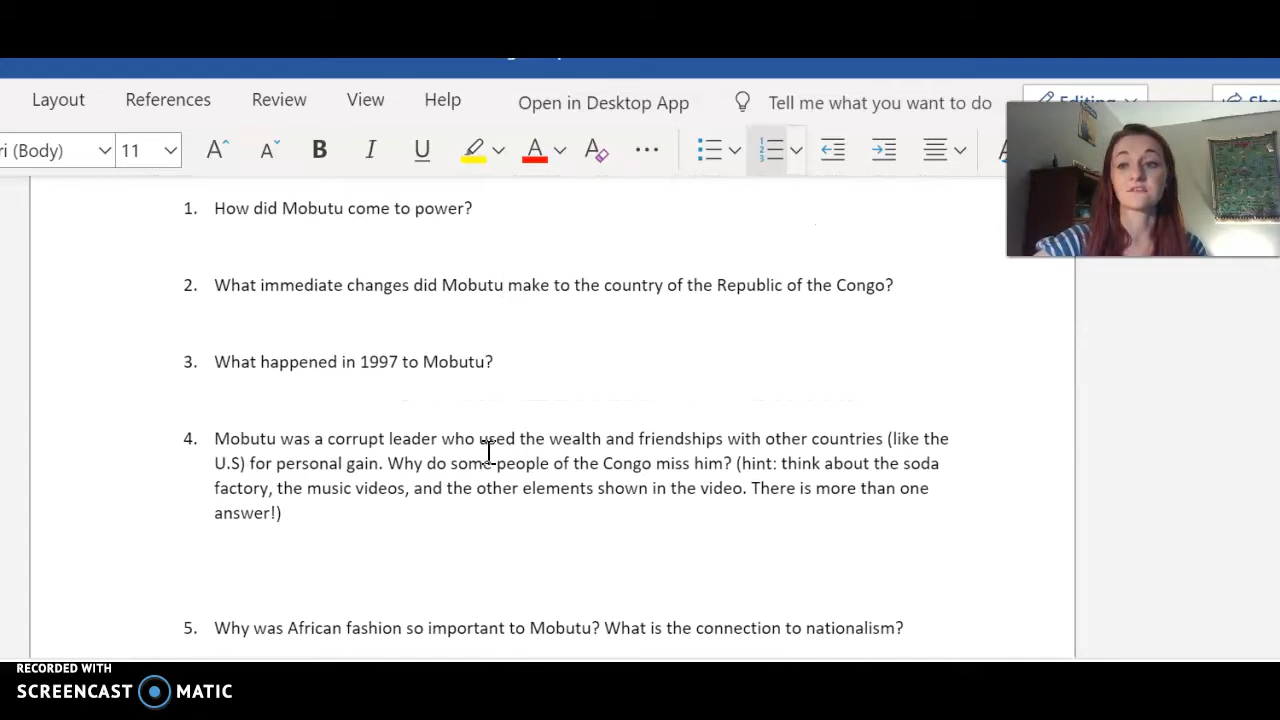 Layout References Review View Help Open in Desktop App Tell me what you want to do Editing
(Body) 11
1. How did Mobutu come to power?
2. What immediate changes did Mobutu make to the country of the Republic of the Congo?
3. What happened in 1997 to Mobutu?
4. Mobutu was a corrupt leader who used the wealth and friendships with other countries (like the
U.S) for personal gain. Why do some people of the Congo miss him? (hint: think about the soda
factory, the music videos, and the other elements shown in the video. There is more than one
answer!)
5. Why was African fashion so important to Mobutu? What is the connection to nationalism?
RECORDED WITH
SCREENCAST MATIC